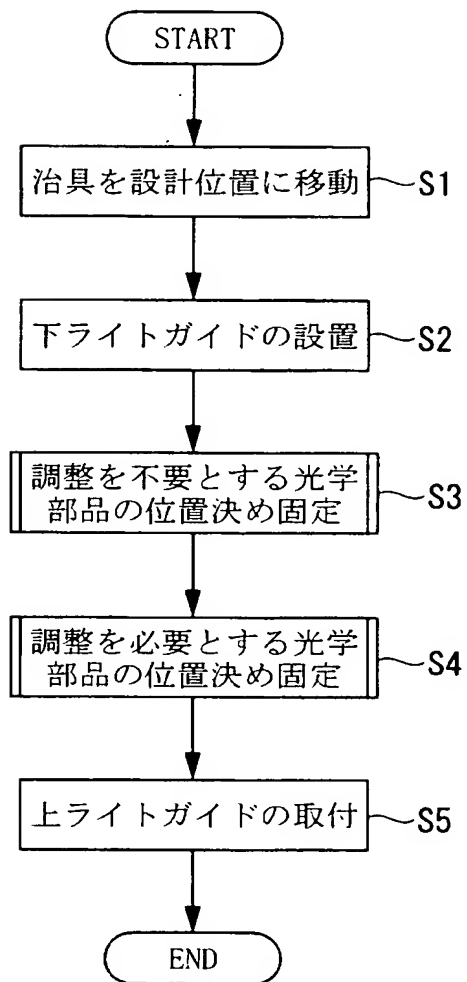 START
治具を設計位置に移動
S1
下ライトガイドの設置
S2
調整を不要とする光学
部品の位置決め固定
S3
調整を必要とする光学
部品の位置決め固定
S4
上ライトガイドの取付
S5
END